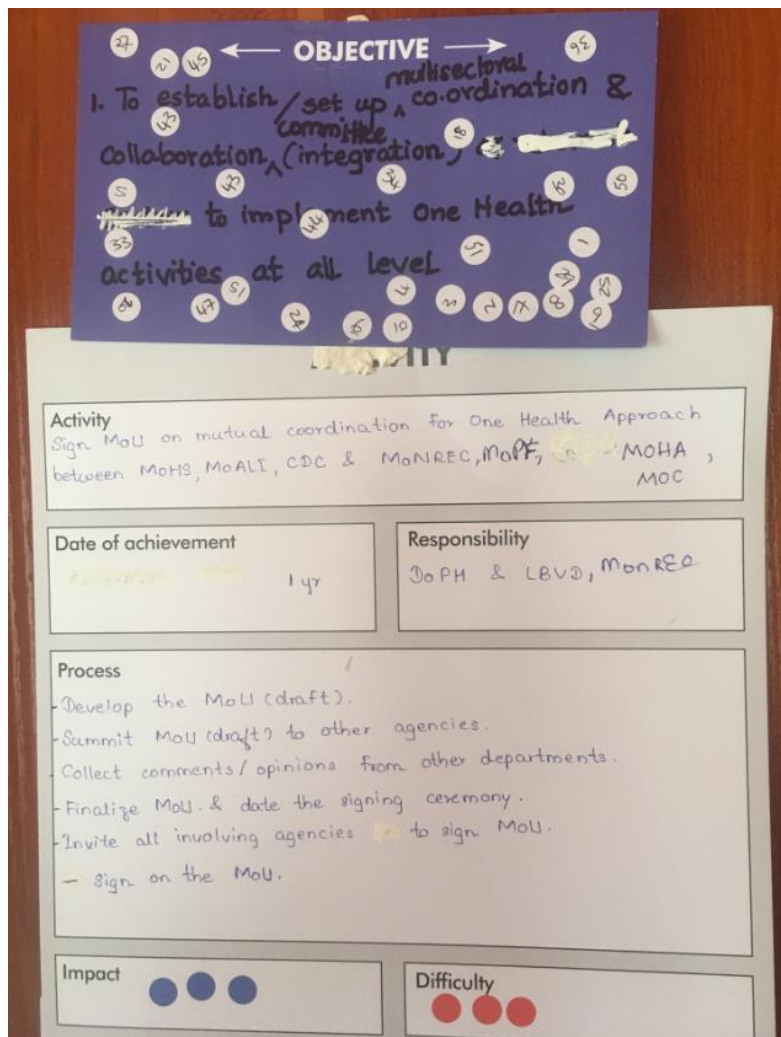 ← OBJECTIVE →
multisectoral
1. To establish/set up ^ co.ordination &
committee
collaboration ^ (integration)
to implement One Health
activities at all level
Activity
Sign MoU on mutual coordination for One Health Approach
between MoHS, MoALI, CDC & MoNREC, MoPF, MOHA,
MOC
Date of achievement
1 yr
Responsibility
DoPH & LBVD, MonREC
Process
- Develop the MoU (draft).
- Summit MoU (draft) to other agencies.
- Collect comments/opinions from other departments.
- Finalize MoU. & date the signing ceremony.
- Invite all involving agencies to sign MoU.
- Sign on the MoU.
Impact
Difficulty